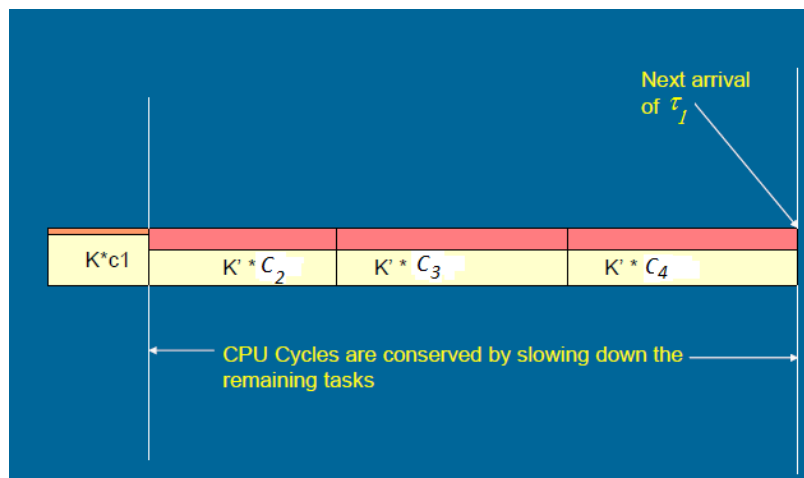 Next arrival
of τ1
K*c1
K' * C2
K' * C3
K' * C4
CPU Cycles are conserved by slowing down the
remaining tasks